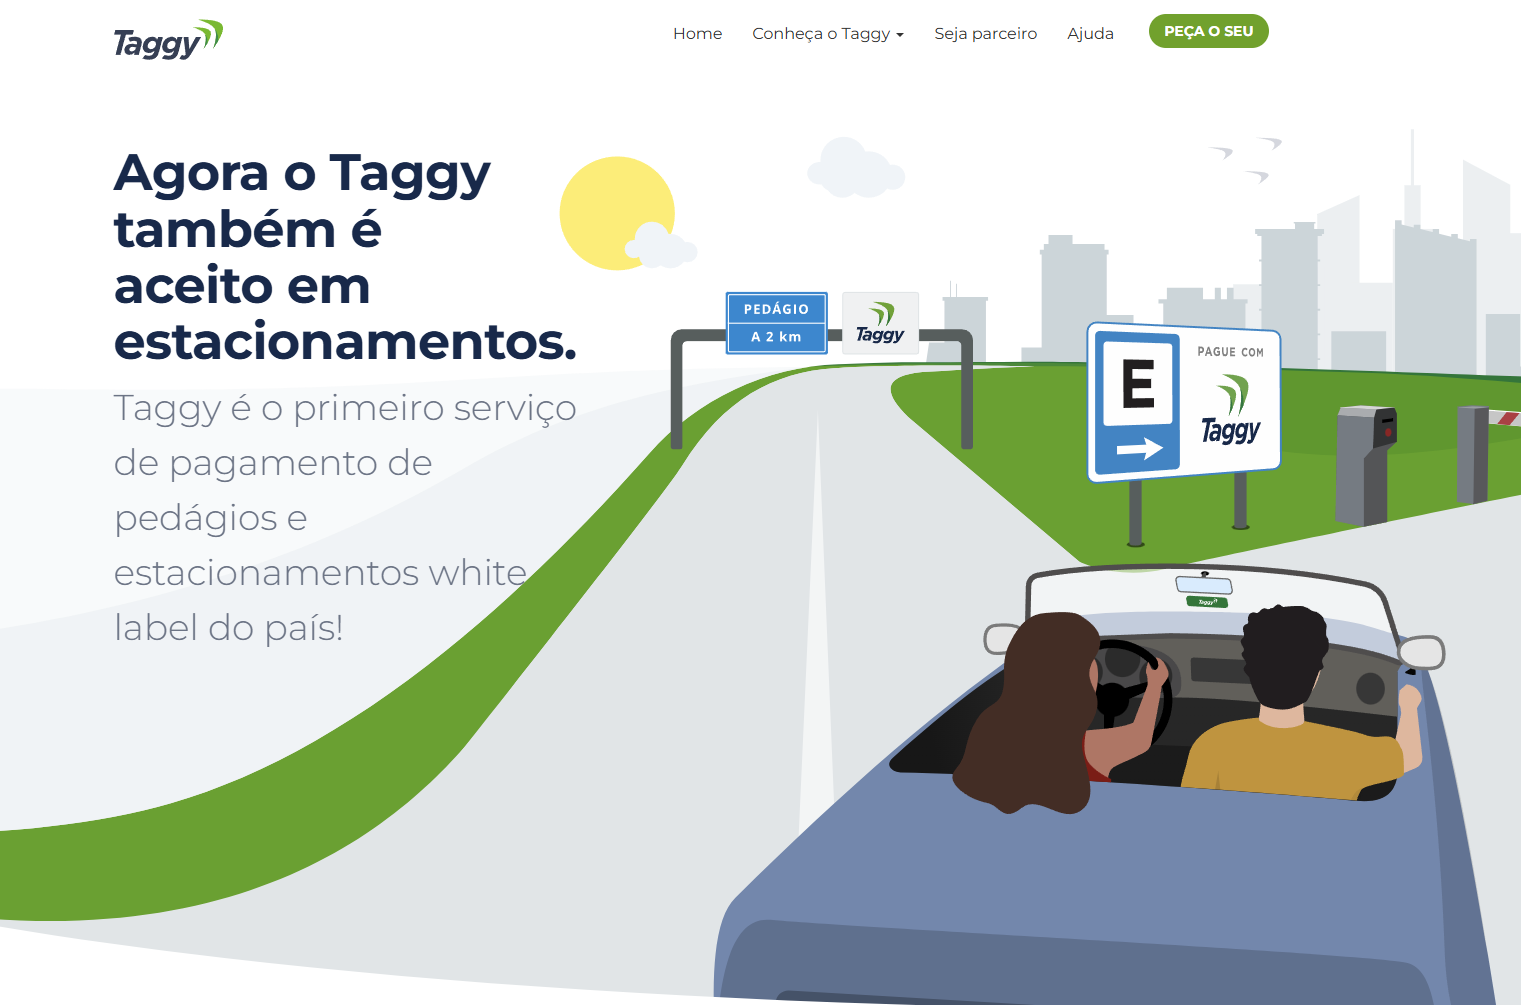 Taggy
Home
Conheça o Taggy
Seja parceiro
Ajuda
PEÇA O SEU
Agora o Taggy
também é
aceito em
estacionamentos.
Taggy é o primeiro serviço
de pagamento de
pedágios e
estacionamentos white
label do país!
PEDÁGIO
A 2 km
Taggy
E
PAGUE COM
Taggy
Taggy